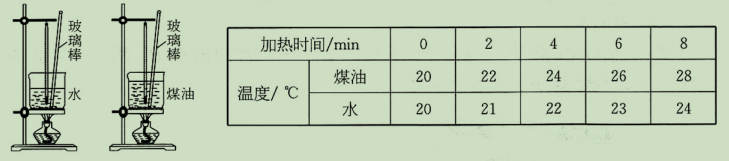 玻璃棒
水
玻璃棒
煤油
加热时间/min 0 2 4 6 8
温度/℃
煤油 20 22 24 26 28
水 20 21 22 23 24